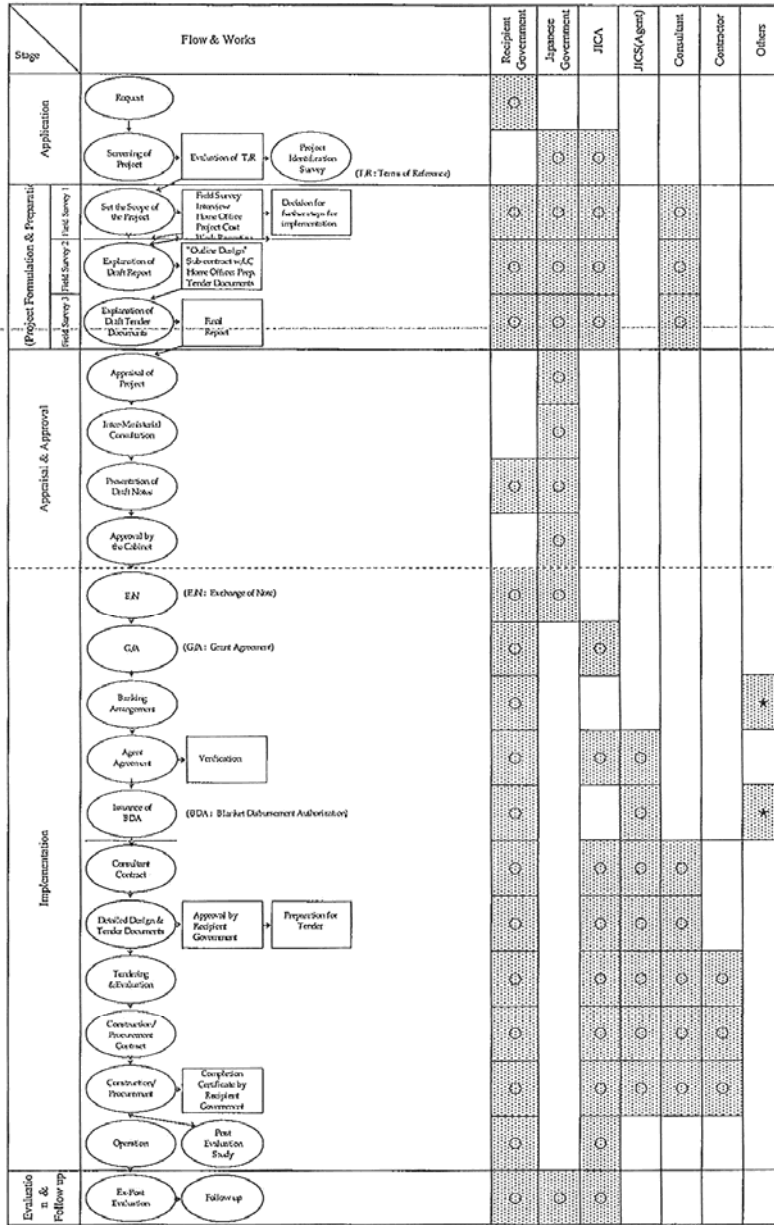 Stage
Flow & Works
Recipient
Government
Japanese
Government
JICA
JICS(Agent)
Consultant
Contractor
Others
Application
Request
Screening of
Project
Evaluation of T/R
Project
Identification
Survey
(T/R : Terms of Reference)
(Project Fomulation & Preparatio
Field Survey 1
Set the Scope of
the Project
Field Survey
Interview
Home Office
Project Cost
Decision for
further steps for
implementation
Field Survey 2
Explanation of
Draft Report
"Outline Design"
Sub-contract w/LC
Home Office: Prep.
Tender Documents
Field Survey 3
Explanation of
Draft Tender
Documents
Final
Report
Appraisal & Approval
Appraisal of
Project
Inter-Ministerial
Consultation
Presentation of
Draft Notes
Approval by
the Cabinet
Implementation
E/N
(E/N : Exchange of Note)
G/A
(G/A : Grant Agreement)
Banking
Arrangement
Agent
Agreement
Verification
Issuance of
BDA
(BDA : Blanket Disbursement Authorization)
Consultant
Contract
Detailed Design &
Tender Documents
Approval by
Recipient
Government
Preparation for
Tender
Tendering
& Evaluation
Construction/
Procurement
Contract
Construction/
Procurement
Completion
Certificate by
Recipient
Government
Operation
Post
Evaluation
Study
Evaluatio
n &
Follow up
Ex-Post
Evaluation
Follow up